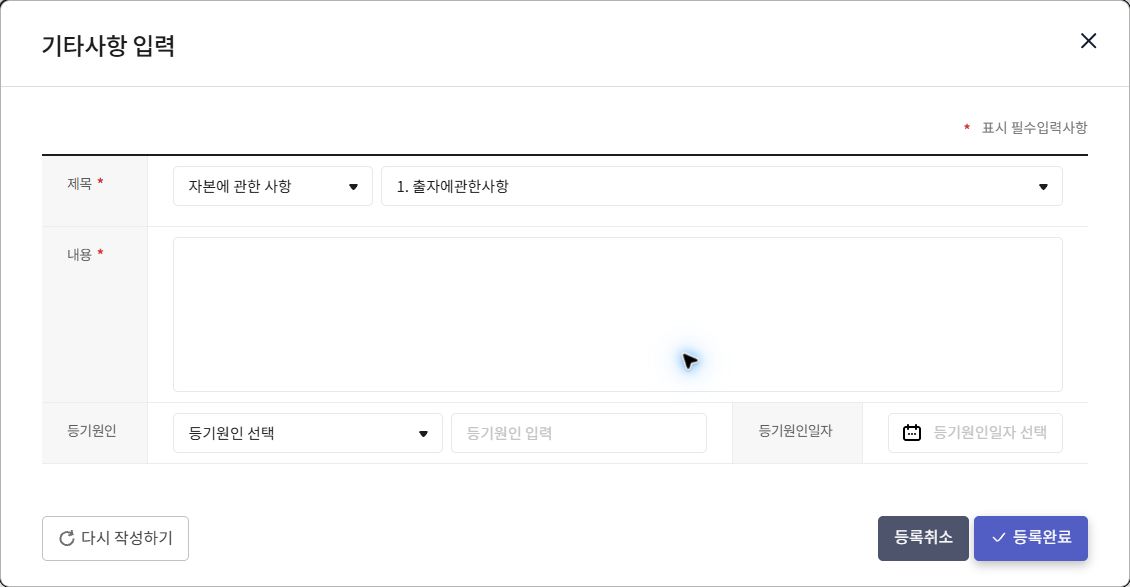 기타사항 입력
* 표시 필수입력사항
제목 * 자본에 관한 사항 1. 출자에관한사항
내용 *
등기원인 등기원인 선택 등기원인 입력 등기원인일자 등기원인일자 선택
다시 작성하기 등록취소 등록완료